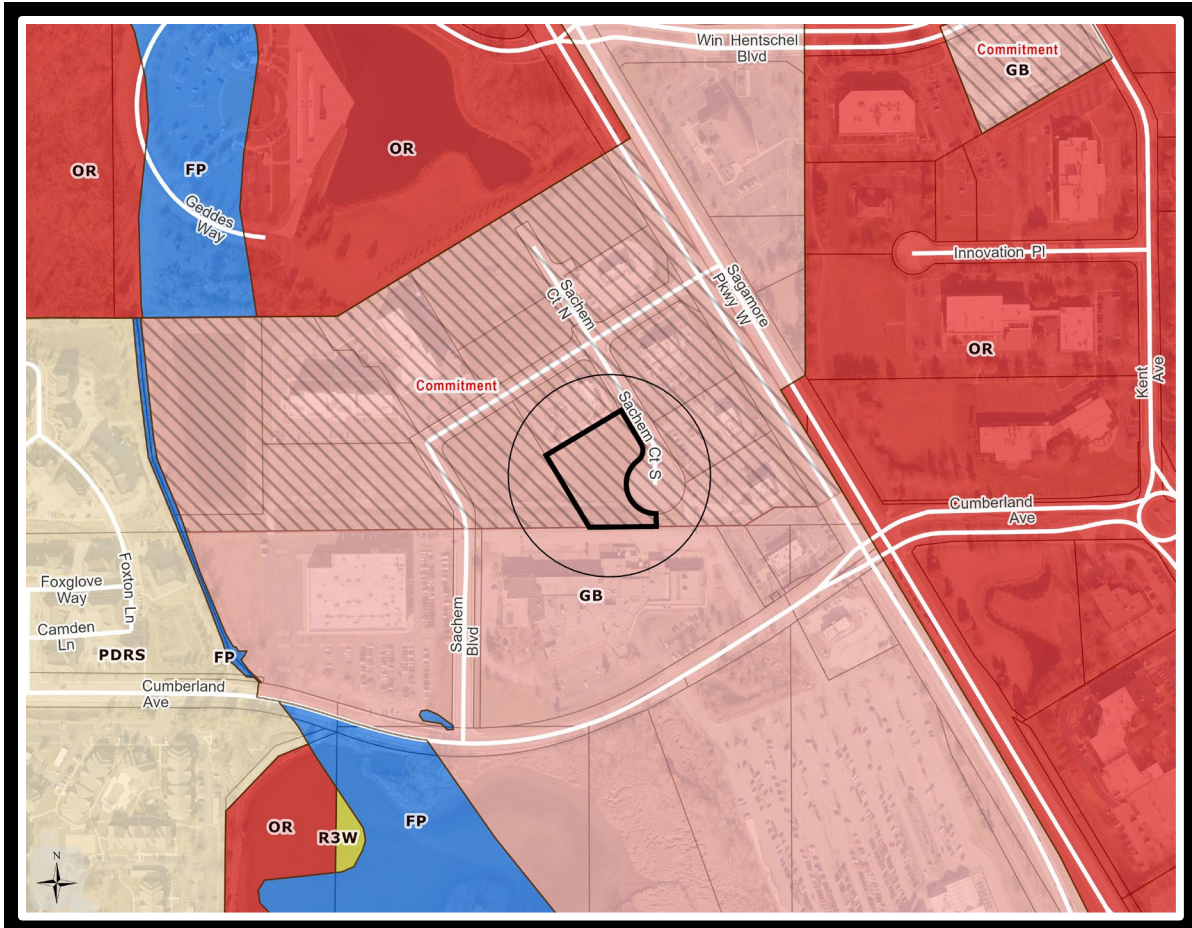 Win Hentschel
Blvd
Commitment
GB
OR
OR
FP
Geddes
Way
Innovation Pl
Sagamore
Pkwy W
Sachem
Ct N
OR
Kent
Ave
Commitment
Sachem Ct S
Cumberland
Ave
Foxton Ln
Foxglove
Way
GB
Camden
Ln
Sachem
Blvd
PDRS
FP
Cumberland
Ave
OR
R3W
FP
N